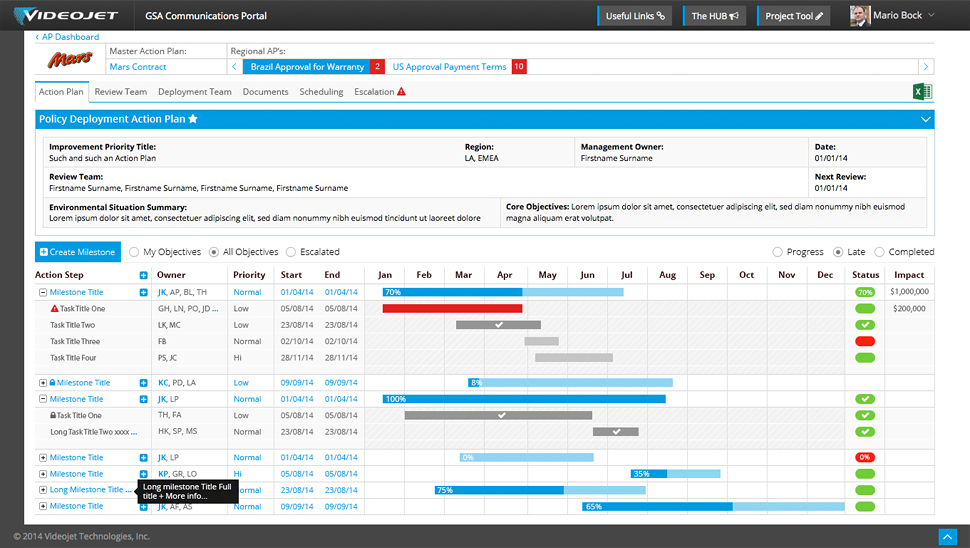 VIDEOJET GSA Communications Portal Useful Links The HUB Project Tool Mario Bock
‹ AP Dashboard
Mars Master Action Plan: Regional AP's:
Mars Contract Brazil Approval for Warranty 2 US Approval Payment Terms 10
Action Plan Review Team Deployment Team Documents Scheduling Escalation
Policy Deployment Action Plan
Improvement Priority Title: Region: Management Owner: Date:
Such and such an Action Plan LA, EMEA Firstname Surname 01/01/14
Review Team: Next Review:
Firstname Surname, Firstname Surname, Firstname Surname, Firstname Surname 01/01/14
Environmental Situation Summary:
Lorem ipsum dolor sit amet, consectetuer adipiscing elit, sed diam nonummy nibh euismod tincidunt ut laoreet dolore
Core Objectives: Lorem ipsum dolor sit amet, consectetuer adipiscing elit, sed diam nonummy nibh euismod
magna aliquam erat volutpat.
Create Milestone My Objectives All Objectives Escalated Progress Late Completed
Action Step Owner Priority Start End Jan Feb Mar Apr May Jun Jul Aug Sep Oct Nov Dec Status Impact
Milestone Title JK, AP, BL, TH Normal 01/04/14 01/04/14 70% 70% $1,000,000
Task Title One GH, LN, PO, JD ... Low 05/08/14 05/08/14 $200,000
Task Title Two LK, MC Low 23/08/14 23/08/14
Task Title Three FB Normal 02/10/14 02/10/14
Task Title Four PS, JC Hi 28/11/14 28/11/14
Milestone Title KC, PD, LA Low 09/09/14 09/09/14 8%
Milestone Title JK, LP Normal 01/04/14 01/04/14 100%
Task Title One TH, FA Low 05/08/14 05/08/14
Long Task Title Two xxxx ... HK, SP, MS Normal 23/08/14 23/08/14
Milestone Title JK, LP Normal 01/04/14 01/04/14 0% 0%
Milestone Title KP, GR, LO Hi 05/08/14 05/08/14 35%
Long Milestone Title ... Normal 23/08/14 23/08/14 75%
Long milestone Title Full
title + More info...
Milestone Title JK, AF, AS Normal 09/09/14 09/09/14 65%
© 2014 Videojet Technologies, Inc.